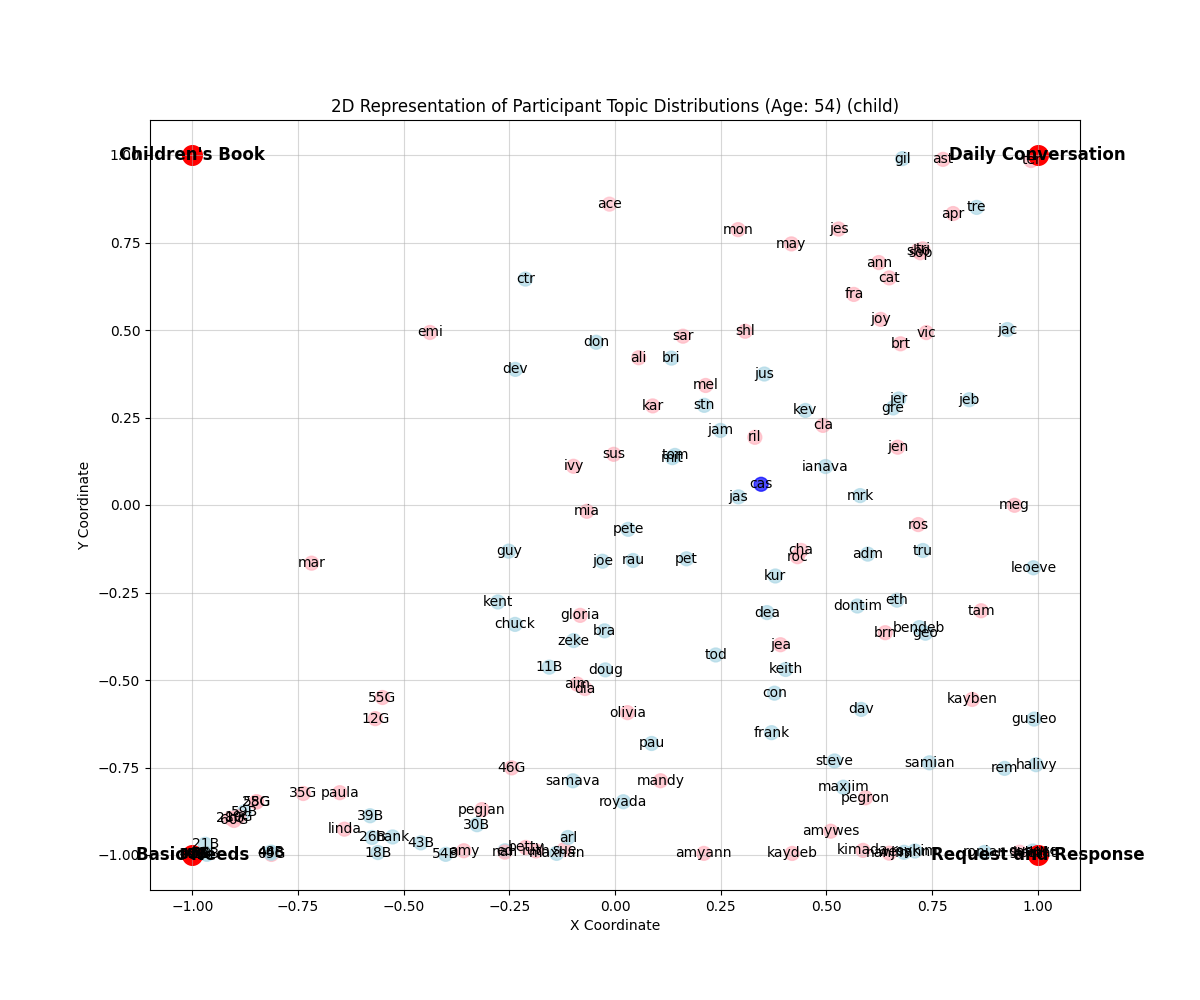 2D Representation of Participant Topic Distributions (Age: 54) (child)
Children's Book
Daily Conversation
gil
ast
ace
apr
tre
mon
jes
may
ann
cat
ctr
fra
joy
emi
sar
shl
vic
jac
don
brt
ali
bri
dev
jus
mel
jer
jeb
kar
stn
kev
gre
jam
cla
ril
jen
sus
tom
ivy
ianava
cas
jas
mrk
meg
mia
ros
pete
guy
cha
roc
adm
tru
mar
joe
rau
pet
leoeve
kur
kent
dontim
eth
gloria
dea
tam
chuck
bra
brn
bendeb
geo
zeke
jea
tod
11B
doug
keith
aim
dia
con
55G
kayben
12G
olivia
dav
gusleo
frank
pau
steve
samian
46G
rem
halivy
samava
mandy
maxjim
35G
paula
royada
pegron
pegjan
39B
30B
linda
amywes
26B
hank
arl
43B
21B
betty
sue
18B
54B
amy
amyann
kaydeb
kimada
Basic Needs
Request and Response
1.00
0.75
0.50
0.25
0.00
−0.25
−0.50
−0.75
−1.00
−1.00
−0.75
−0.50
−0.25
0.00
0.25
0.50
0.75
1.00
X Coordinate
Y Coordinate